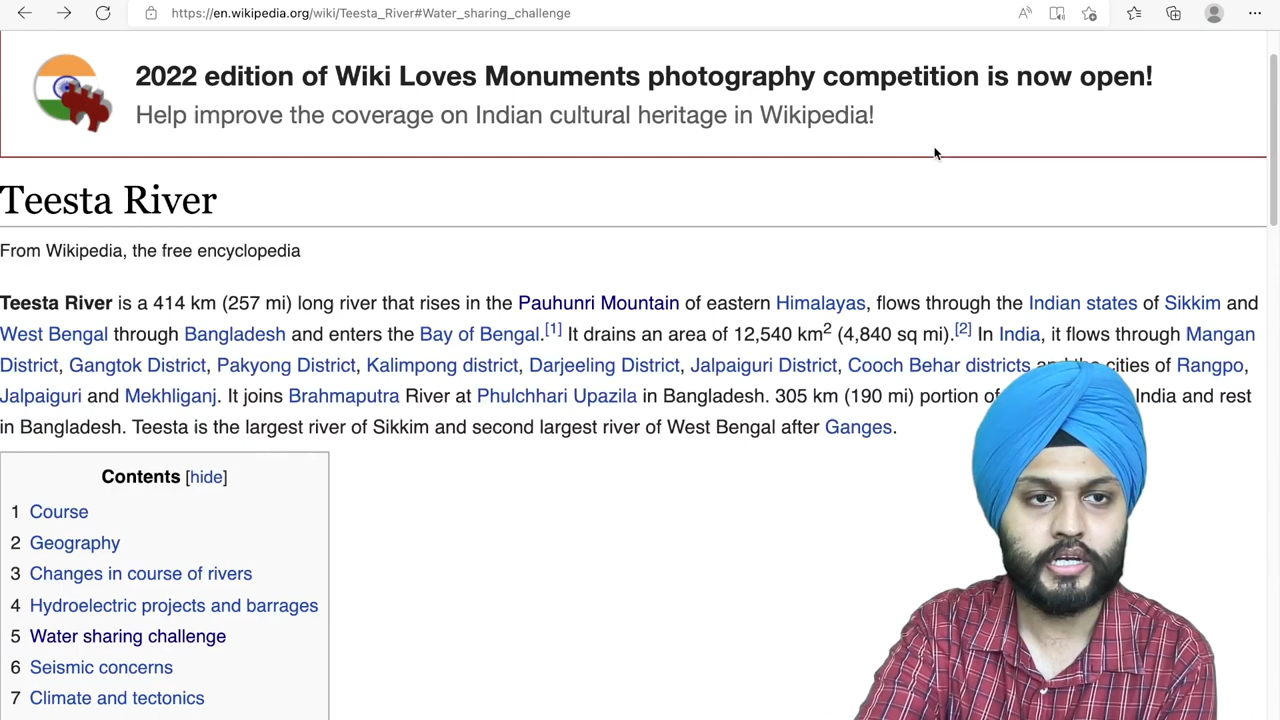 https://en.wikipedia.org/wiki/Teesta_River#Water_sharing_challenge
2022 edition of Wiki Loves Monuments photography competition is now open!
Help improve the coverage on Indian cultural heritage in Wikipedia!
Teesta River
From Wikipedia, the free encyclopedia
Teesta River is a 414 km (257 mi) long river that rises in the Pauhunri Mountain of eastern Himalayas, flows through the Indian states of Sikkim and
West Bengal through Bangladesh and enters the Bay of Bengal.[1] It drains an area of 12,540 km2 (4,840 sq mi).[2] In India, it flows through Mangan
District, Gangtok District, Pakyong District, Kalimpong district, Darjeeling District, Jalpaiguri District, Cooch Behar districts and the cities of Rangpo,
Jalpaiguri and Mekhliganj. It joins Brahmaputra River at Phulchhari Upazila in Bangladesh. 305 km (190 mi) portion of India and rest
in Bangladesh. Teesta is the largest river of Sikkim and second largest river of West Bengal after Ganges.
Contents [hide]
1 Course
2 Geography
3 Changes in course of rivers
4 Hydroelectric projects and barrages
5 Water sharing challenge
6 Seismic concerns
7 Climate and tectonics